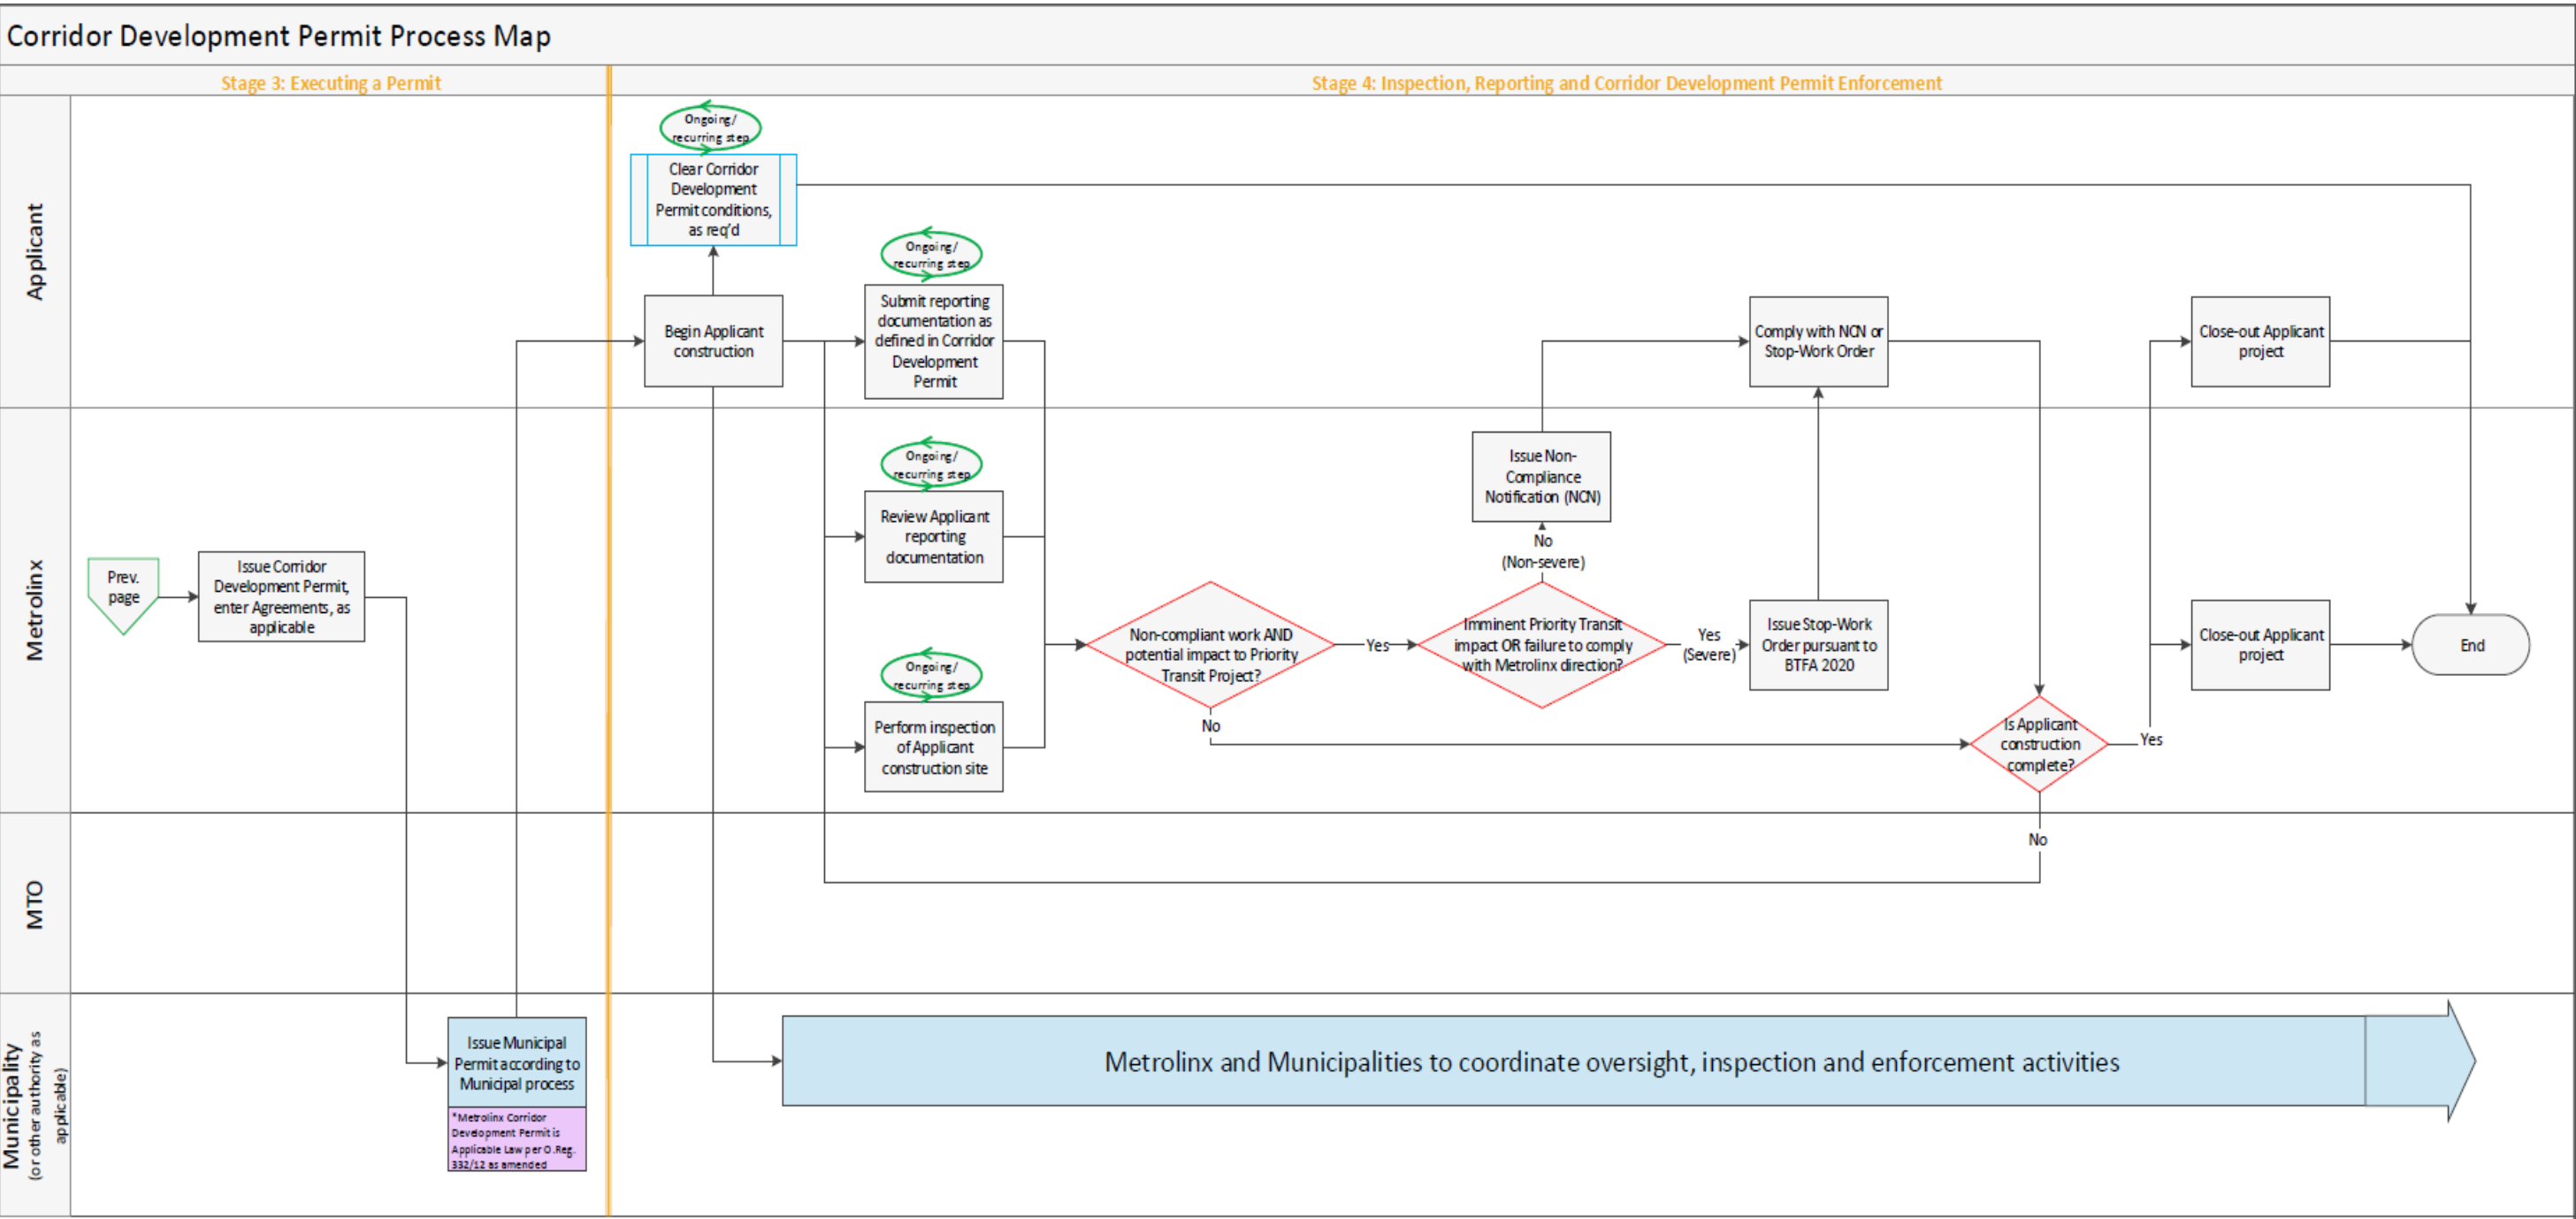 Corridor Development Permit Process Map
Stage 3: Executing a Permit
Stage 4: Inspection, Reporting and Corridor Development Permit Enforcement
Applicant
Ongoing/
recurring step
Clear Corridor
Development
Permit conditions,
as req'd
Begin Applicant
construction
Ongoing/
recurring step
Submit reporting
documentation as
defined in Corridor
Development
Permit
Comply with NCN or
Stop-Work Order
Close-out Applicant
project
Metrolinx
Prev.
page
Issue Corridor
Development Permit,
enter Agreements, as
applicable
Ongoing/
recurring step
Review Applicant
reporting
documentation
Ongoing/
recurring step
Perform inspection
of Applicant
construction site
Non-compliant work AND
potential impact to Priority
Transit Project?
Yes
No
Imminent Priority Transit
impact OR failure to comply
with Metrolinx direction?
No
(Non-severe)
Issue Non-
Compliance
Notification (NCN)
Yes
(Severe)
Issue Stop-Work
Order pursuant to
BTFA 2020
Is Applicant
construction
complete?
Yes
No
Close-out Applicant
project
End
MTO
Municipality
(or other authority as
applicable)
Issue Municipal
Permit according to
Municipal process
*Metrolinx Corridor
Development Permit is
Applicable Law per O.Reg.
332/12 as amended
Metrolinx and Municipalities to coordinate oversight, inspection and enforcement activities